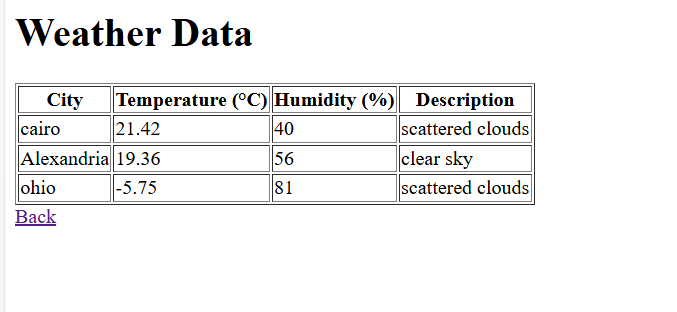 Weather Data
City Temperature (°C) Humidity (%) Description
cairo 21.42 40 scattered clouds
Alexandria 19.36 56 clear sky
ohio -5.75 81 scattered clouds
Back